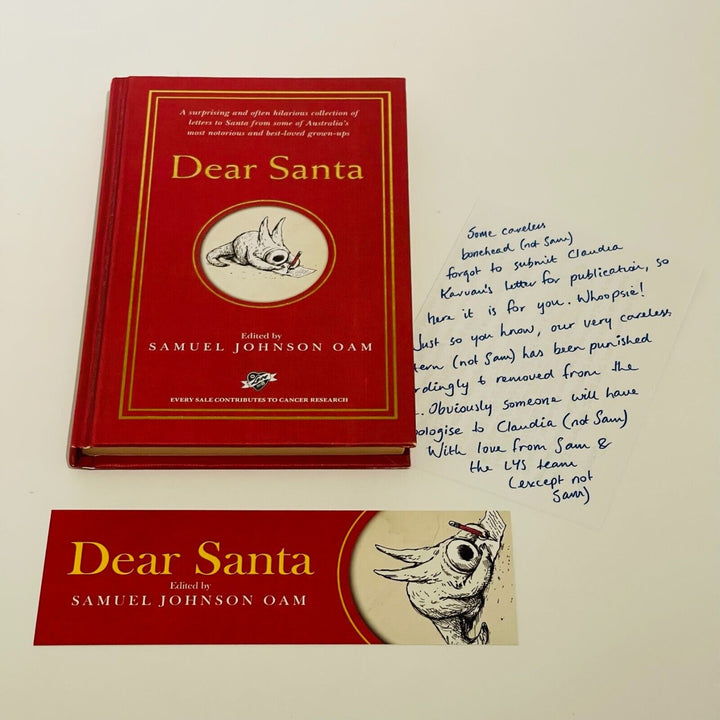 A surprising and often hilarious collection of
letters to Santa from some of Australia's
most notorious and best-loved grown-ups
Dear Santa
Edited by
SAMUEL JOHNSON OAM
EVERY SALE CONTRIBUTES TO CANCER RESEARCH
Some careless
bonehead (not Sam)
forgot to submit Claudia
Karvan's letter for publication, so
here it is for you. Whoopsie!
Just so you know, our very careless
(not Sam) has been punished
& removed from the
Obviously someone will have
to Claudia (not Sam)
With love from Sam &
the LYS team
(except not
Sam)
Dear Santa
Edited by
SAMUEL JOHNSON OAM